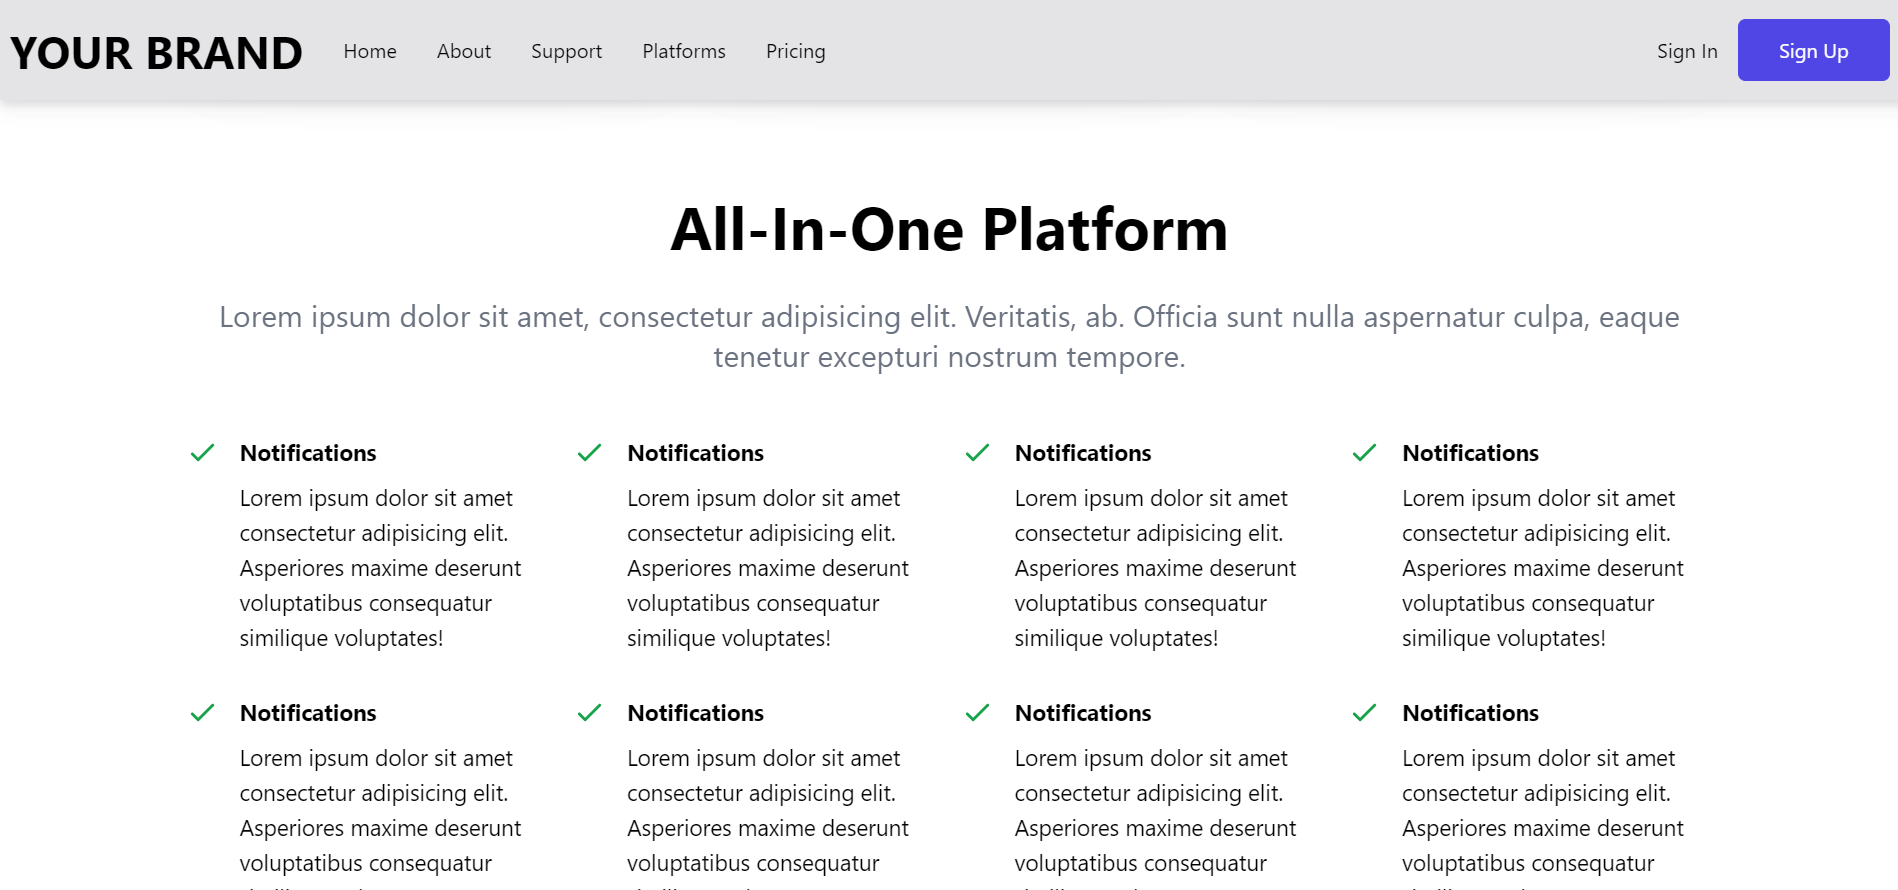 YOUR BRAND Home About Support Platforms Pricing Sign In Sign Up
All-In-One Platform
Lorem ipsum dolor sit amet, consectetur adipisicing elit. Veritatis, ab. Officia sunt nulla aspernatur culpa, eaque
tenetur excepturi nostrum tempore.
Notifications
Lorem ipsum dolor sit amet
consectetur adipisicing elit.
Asperiores maxime deserunt
voluptatibus consequatur
similique voluptates!
Notifications
Lorem ipsum dolor sit amet
consectetur adipisicing elit.
Asperiores maxime deserunt
voluptatibus consequatur
similique voluptates!
Notifications
Lorem ipsum dolor sit amet
consectetur adipisicing elit.
Asperiores maxime deserunt
voluptatibus consequatur
similique voluptates!
Notifications
Lorem ipsum dolor sit amet
consectetur adipisicing elit.
Asperiores maxime deserunt
voluptatibus consequatur
similique voluptates!
Notifications
Lorem ipsum dolor sit amet
consectetur adipisicing elit.
Asperiores maxime deserunt
voluptatibus consequatur
Notifications
Lorem ipsum dolor sit amet
consectetur adipisicing elit.
Asperiores maxime deserunt
voluptatibus consequatur
Notifications
Lorem ipsum dolor sit amet
consectetur adipisicing elit.
Asperiores maxime deserunt
voluptatibus consequatur
Notifications
Lorem ipsum dolor sit amet
consectetur adipisicing elit.
Asperiores maxime deserunt
voluptatibus consequatur